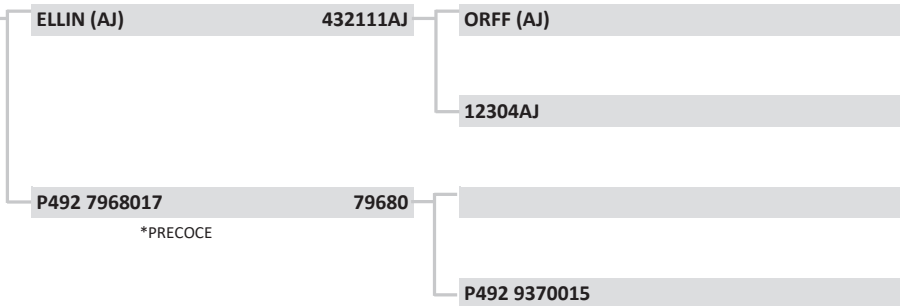 ELLIN (AJ) 432111AJ
ORFF (AJ)
12304AJ
P492 7968017 79680
*PRECOCE
P492 9370015